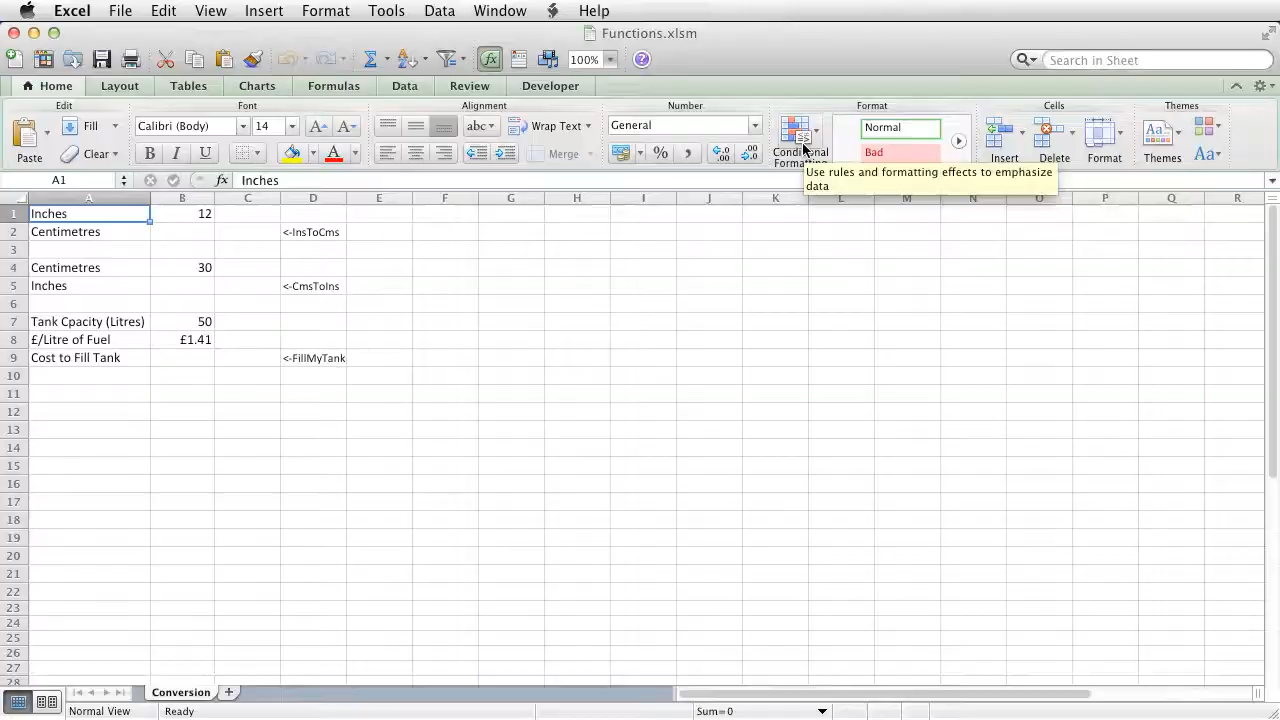 Excel File Edit View Insert Format Tools Data Window Help
Functions.xlsm
100% Search in Sheet
Home Layout Tables Charts Formulas Data Review Developer
Edit Font Alignment Number Format Cells Themes
Fill Calibri (Body) 14 abc Wrap Text General Normal
Paste Clear B I U Merge % Conditional Formatting Bad Insert Delete Format Themes Aa
Use rules and formatting effects to emphasize
data
A1 fx Inches
A B C D E F G H I J K L M N O P Q R
1 Inches 12
2 Centimetres <-InsToCms
3
4 Centimetres 30
5 Inches <-CmsToIns
6
7 Tank Cpacity (Litres) 50
8 £/Litre of Fuel £1.41
9 Cost to Fill Tank <-FillMyTank
10
11
12
13
14
15
16
17
18
19
20
21
22
23
24
25
26
27
28
Conversion
Normal View Ready Sum=0